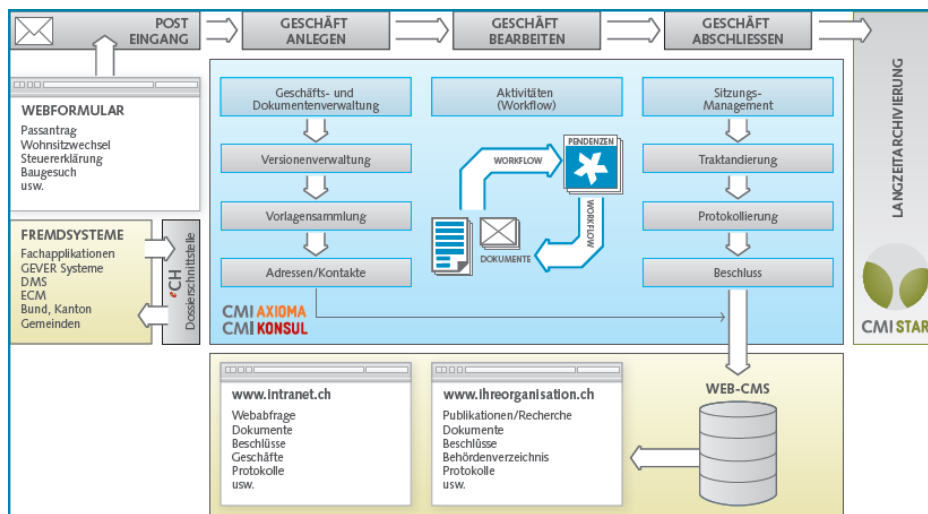 POST
EINGANG
GESCHÄFT
ANLEGEN
GESCHÄFT
BEARBEITEN
GESCHÄFT
ABSCHLIESSEN
LANGZEITARCHIVIERUNG
CMI STAR
WEBFORMULAR
Passantrag
Wohnsitzwechsel
Steuererklärung
Baugesuch
usw.
FREMDSYSTEME
Fachapplikationen
GEVER Systeme
DMS
ECM
Bund, Kanton
Gemeinden
eCH
Dossierschnittstelle
Geschäfts- und
Dokumentenverwaltung
Versionenverwaltung
Vorlagensammlung
Adressen/Kontakte
CMI AXIOMA
CMI KONSUL
Aktivitäten
(Workflow)
WORKFLOW
PENDENZEN
WORKFLOW
DOKUMENTE
Sitzungs-
Management
Traktandierung
Protokollierung
Beschluss
www.intranet.ch
Webabfrage
Dokumente
Beschlüsse
Geschäfte
Protokolle
usw.
www.ihreorganisation.ch
Publikationen/Recherche
Dokumente
Beschlüsse
Behördenverzeichnis
Protokolle
usw.
WEB-CMS